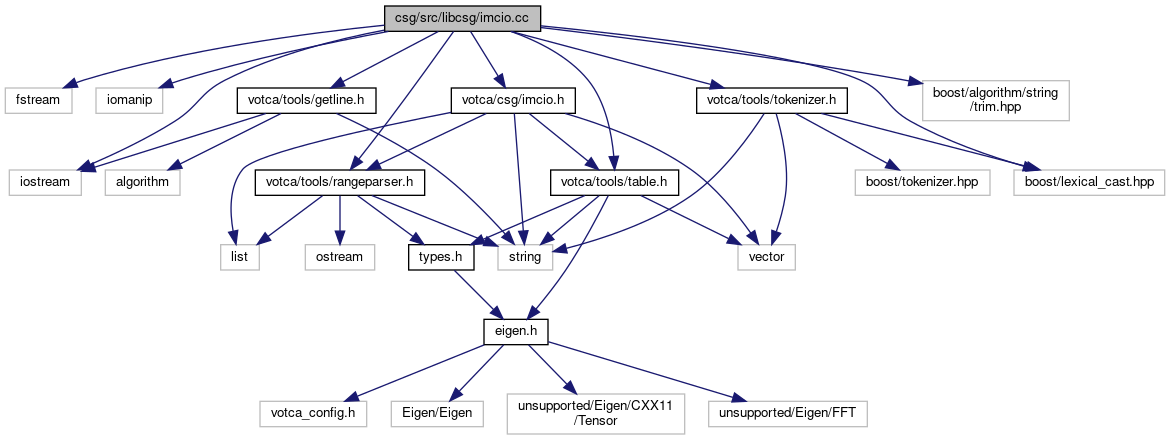 csg/src/libcsg/imcio.cc
fstream
iomanip
votca/tools/getline.h
votca/csg/imcio.h
votca/tools/tokenizer.h
boost/algorithm/string
/trim.hpp
iostream
algorithm
votca/tools/rangeparser.h
votca/tools/table.h
boost/tokenizer.hpp
boost/lexical_cast.hpp
list
ostream
types.h
string
vector
eigen.h
votca_config.h
Eigen/Eigen
unsupported/Eigen/CXX11
/Tensor
unsupported/Eigen/FFT